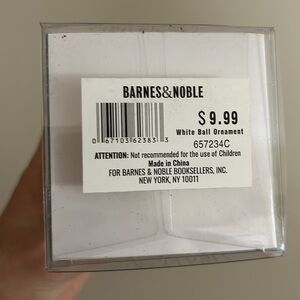 BARNES&NOBLE
$9.99
White Ball Ornament
0 67103 62383 3
657234C
ATTENTION: Not recommended for the use of Children
Made in China
FOR BARNES & NOBLE BOOKSELLERS, INC.
NEW YORK, NY 10011